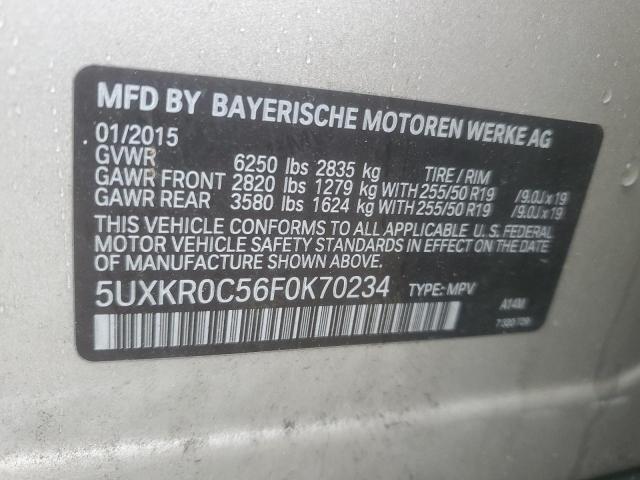 MFD BY BAYERISCHE MOTOREN WERKE AG
01/2015
GVWR 6250 lbs 2835 kg TIRE / RIM
GAWR FRONT 2820 lbs 1279 kg WITH 255/50 R19 /9.0J x 19
GAWR REAR 3580 lbs 1624 kg WITH 255/50 R19 /9.0J x 19
THIS VEHICLE CONFORMS TO ALL APPLICABLE U.S. FEDERAL
MOTOR VEHICLE SAFETY STANDARDS IN EFFECT ON THE DATE
OF MANUFACTURE SHOWN ABOVE.
5UXKR0C56F0K70234 TYPE: MPV
A14M